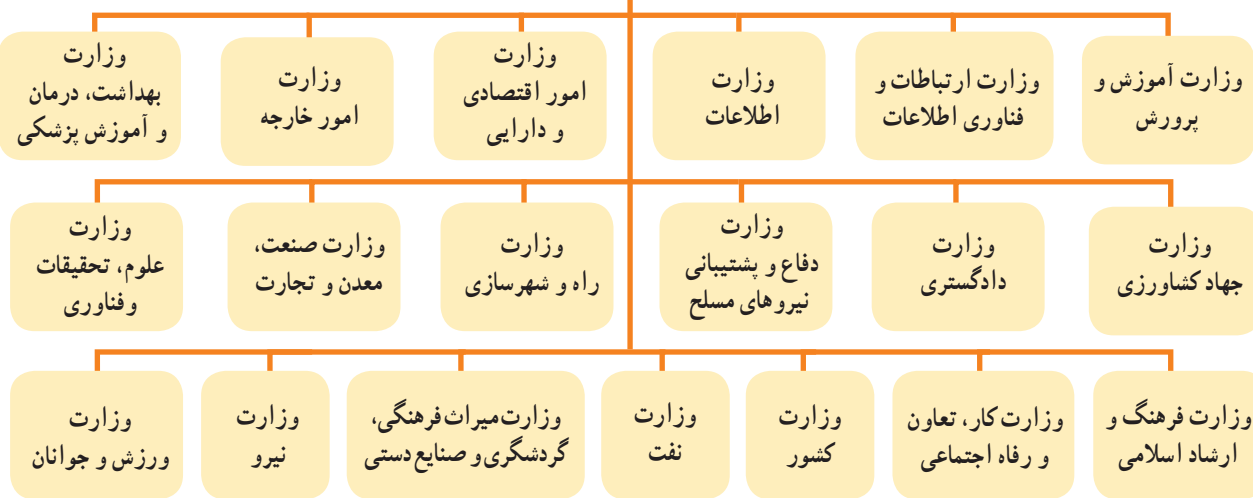 وزارت آموزش و
پرورش
وزارت ارتباطات و
فناوری اطلاعات
وزارت
اطلاعات
وزارت
امور اقتصادی
و دارایی
وزارت
امور خارجه
وزارت
بهداشت، درمان
و آموزش پزشکی
وزارت
جهاد کشاورزی
وزارت
دادگستری
وزارت
دفاع و پشتیبانی
نیروهای مسلح
وزارت
راه و شهرسازی
وزارت صنعت،
معدن و تجارت
وزارت
علوم، تحقیقات
وفناوری
وزارت فرهنگ و
ارشاد اسلامی
وزارت کار، تعاون
و رفاه اجتماعی
وزارت
کشور
وزارت
نفت
وزارت میراث فرهنگی،
گردشگری و صنایع دستی
وزارت
نیرو
وزارت
ورزش و جوانان